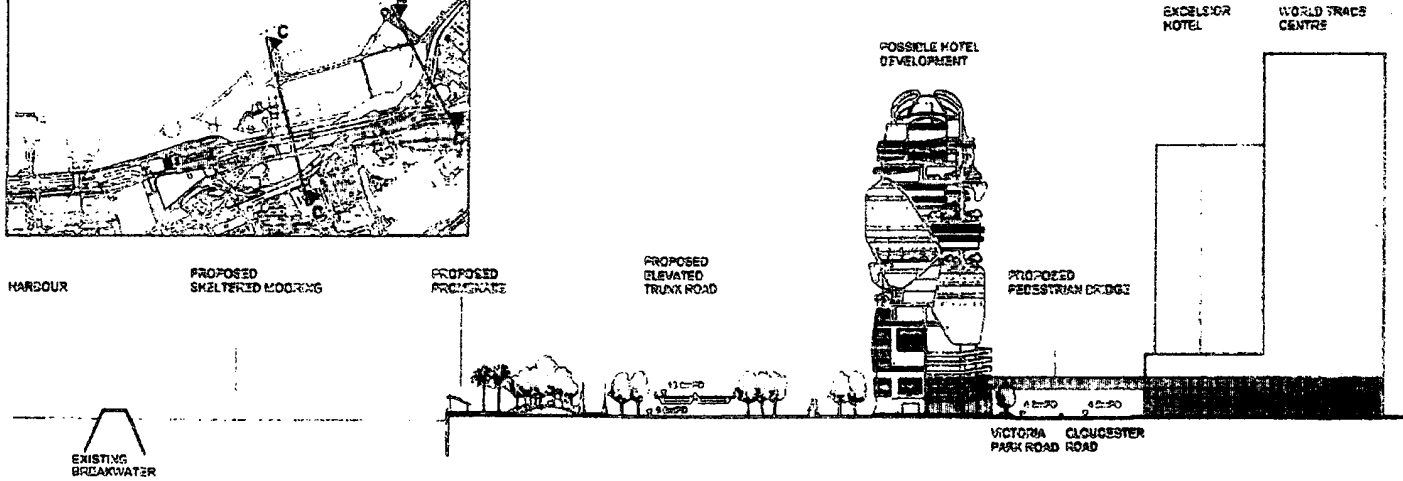 C
C
EXCELSIOR
HOTEL
WORLD TRADE
CENTRE
POSSIBLE HOTEL
DEVELOPMENT
HARBOUR
PROPOSED
SHELTERED MOORING
PROPOSED
PROMENADE
PROPOSED
ELEVATED
TRUNK ROAD
PROPOSED
PEDESTRIAN BRIDGE
EXISTING
BREAKWATER
VICTORIA
PARK ROAD
GLOUCESTER
ROAD